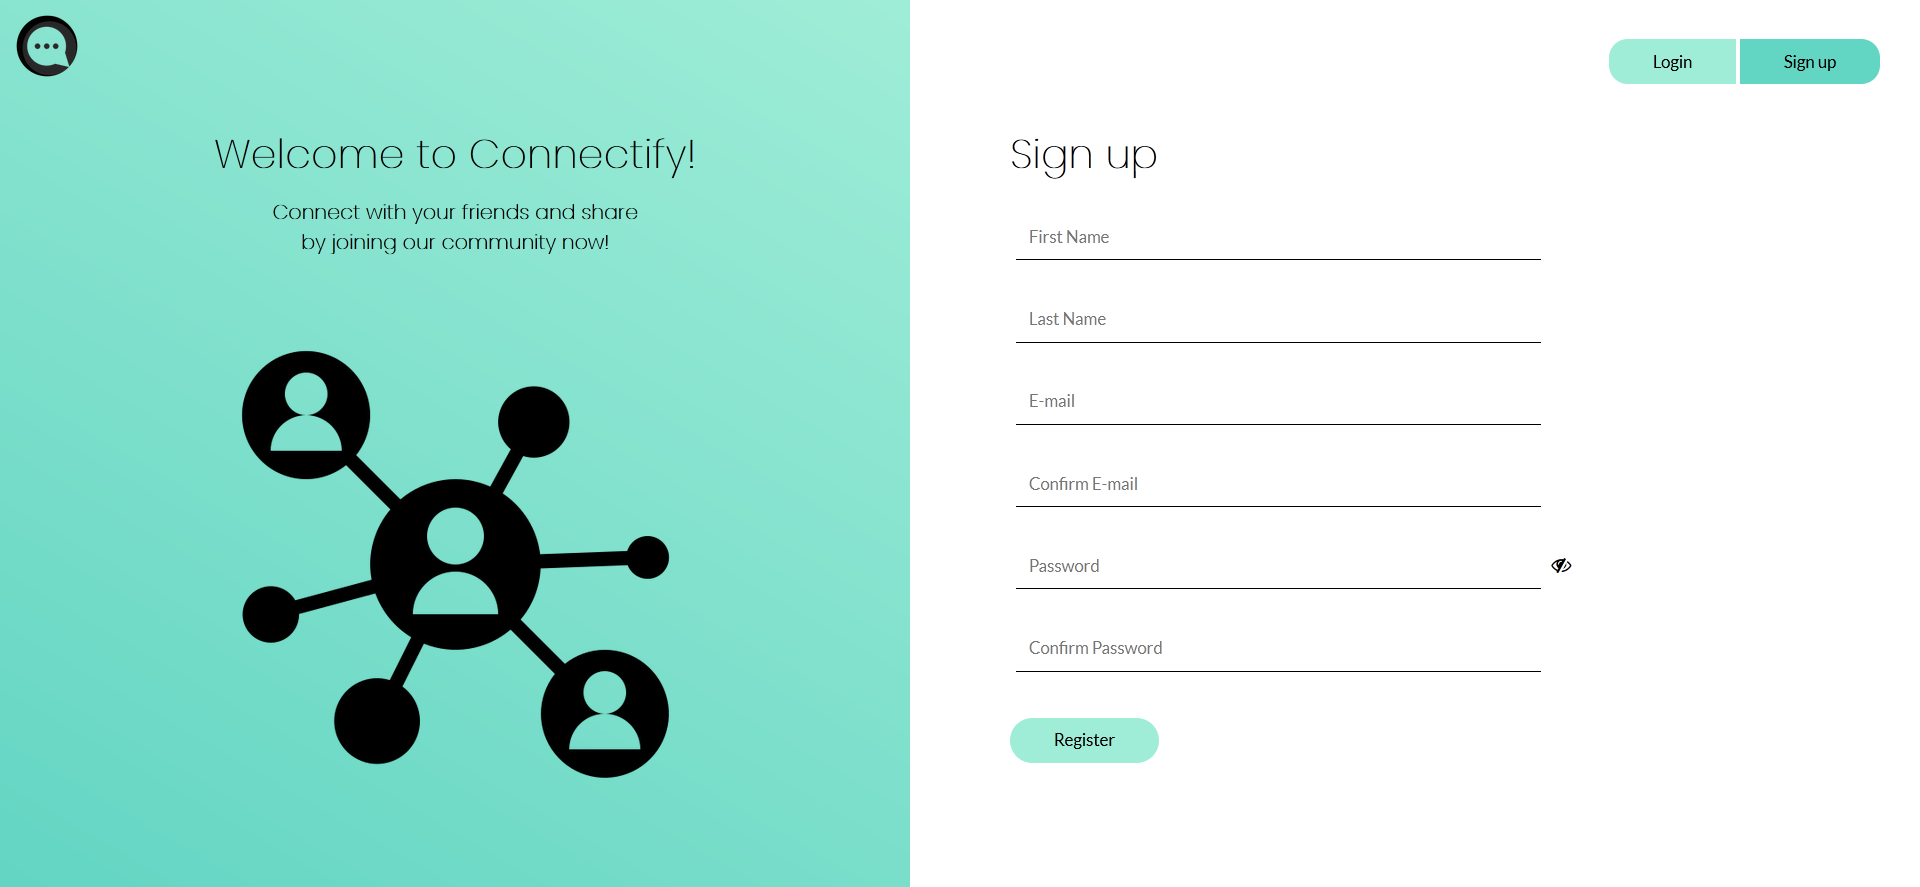 Welcome to Connectify!
Connect with your friends and share
by joining our community now!
Login
Sign up
Sign up
First Name
Last Name
E-mail
Confirm E-mail
Password
Confirm Password
Register